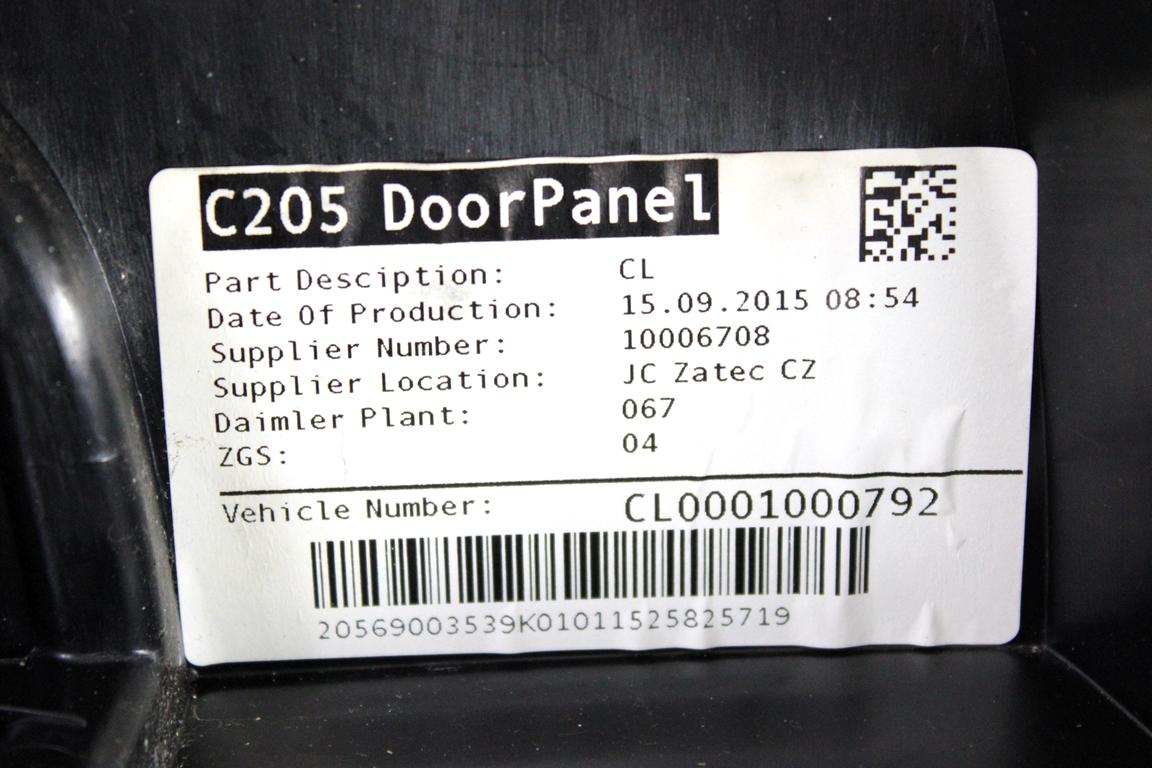 C205 DoorPanel
Part Desciption: CL
Date Of Production: 15.09.2015 08:54
Supplier Number: 10006708
Supplier Location: JC Zatec CZ
Daimler Plant: 067
ZGS: 04
Vehicle Number: CL0001000792
20569003539K01011525825719